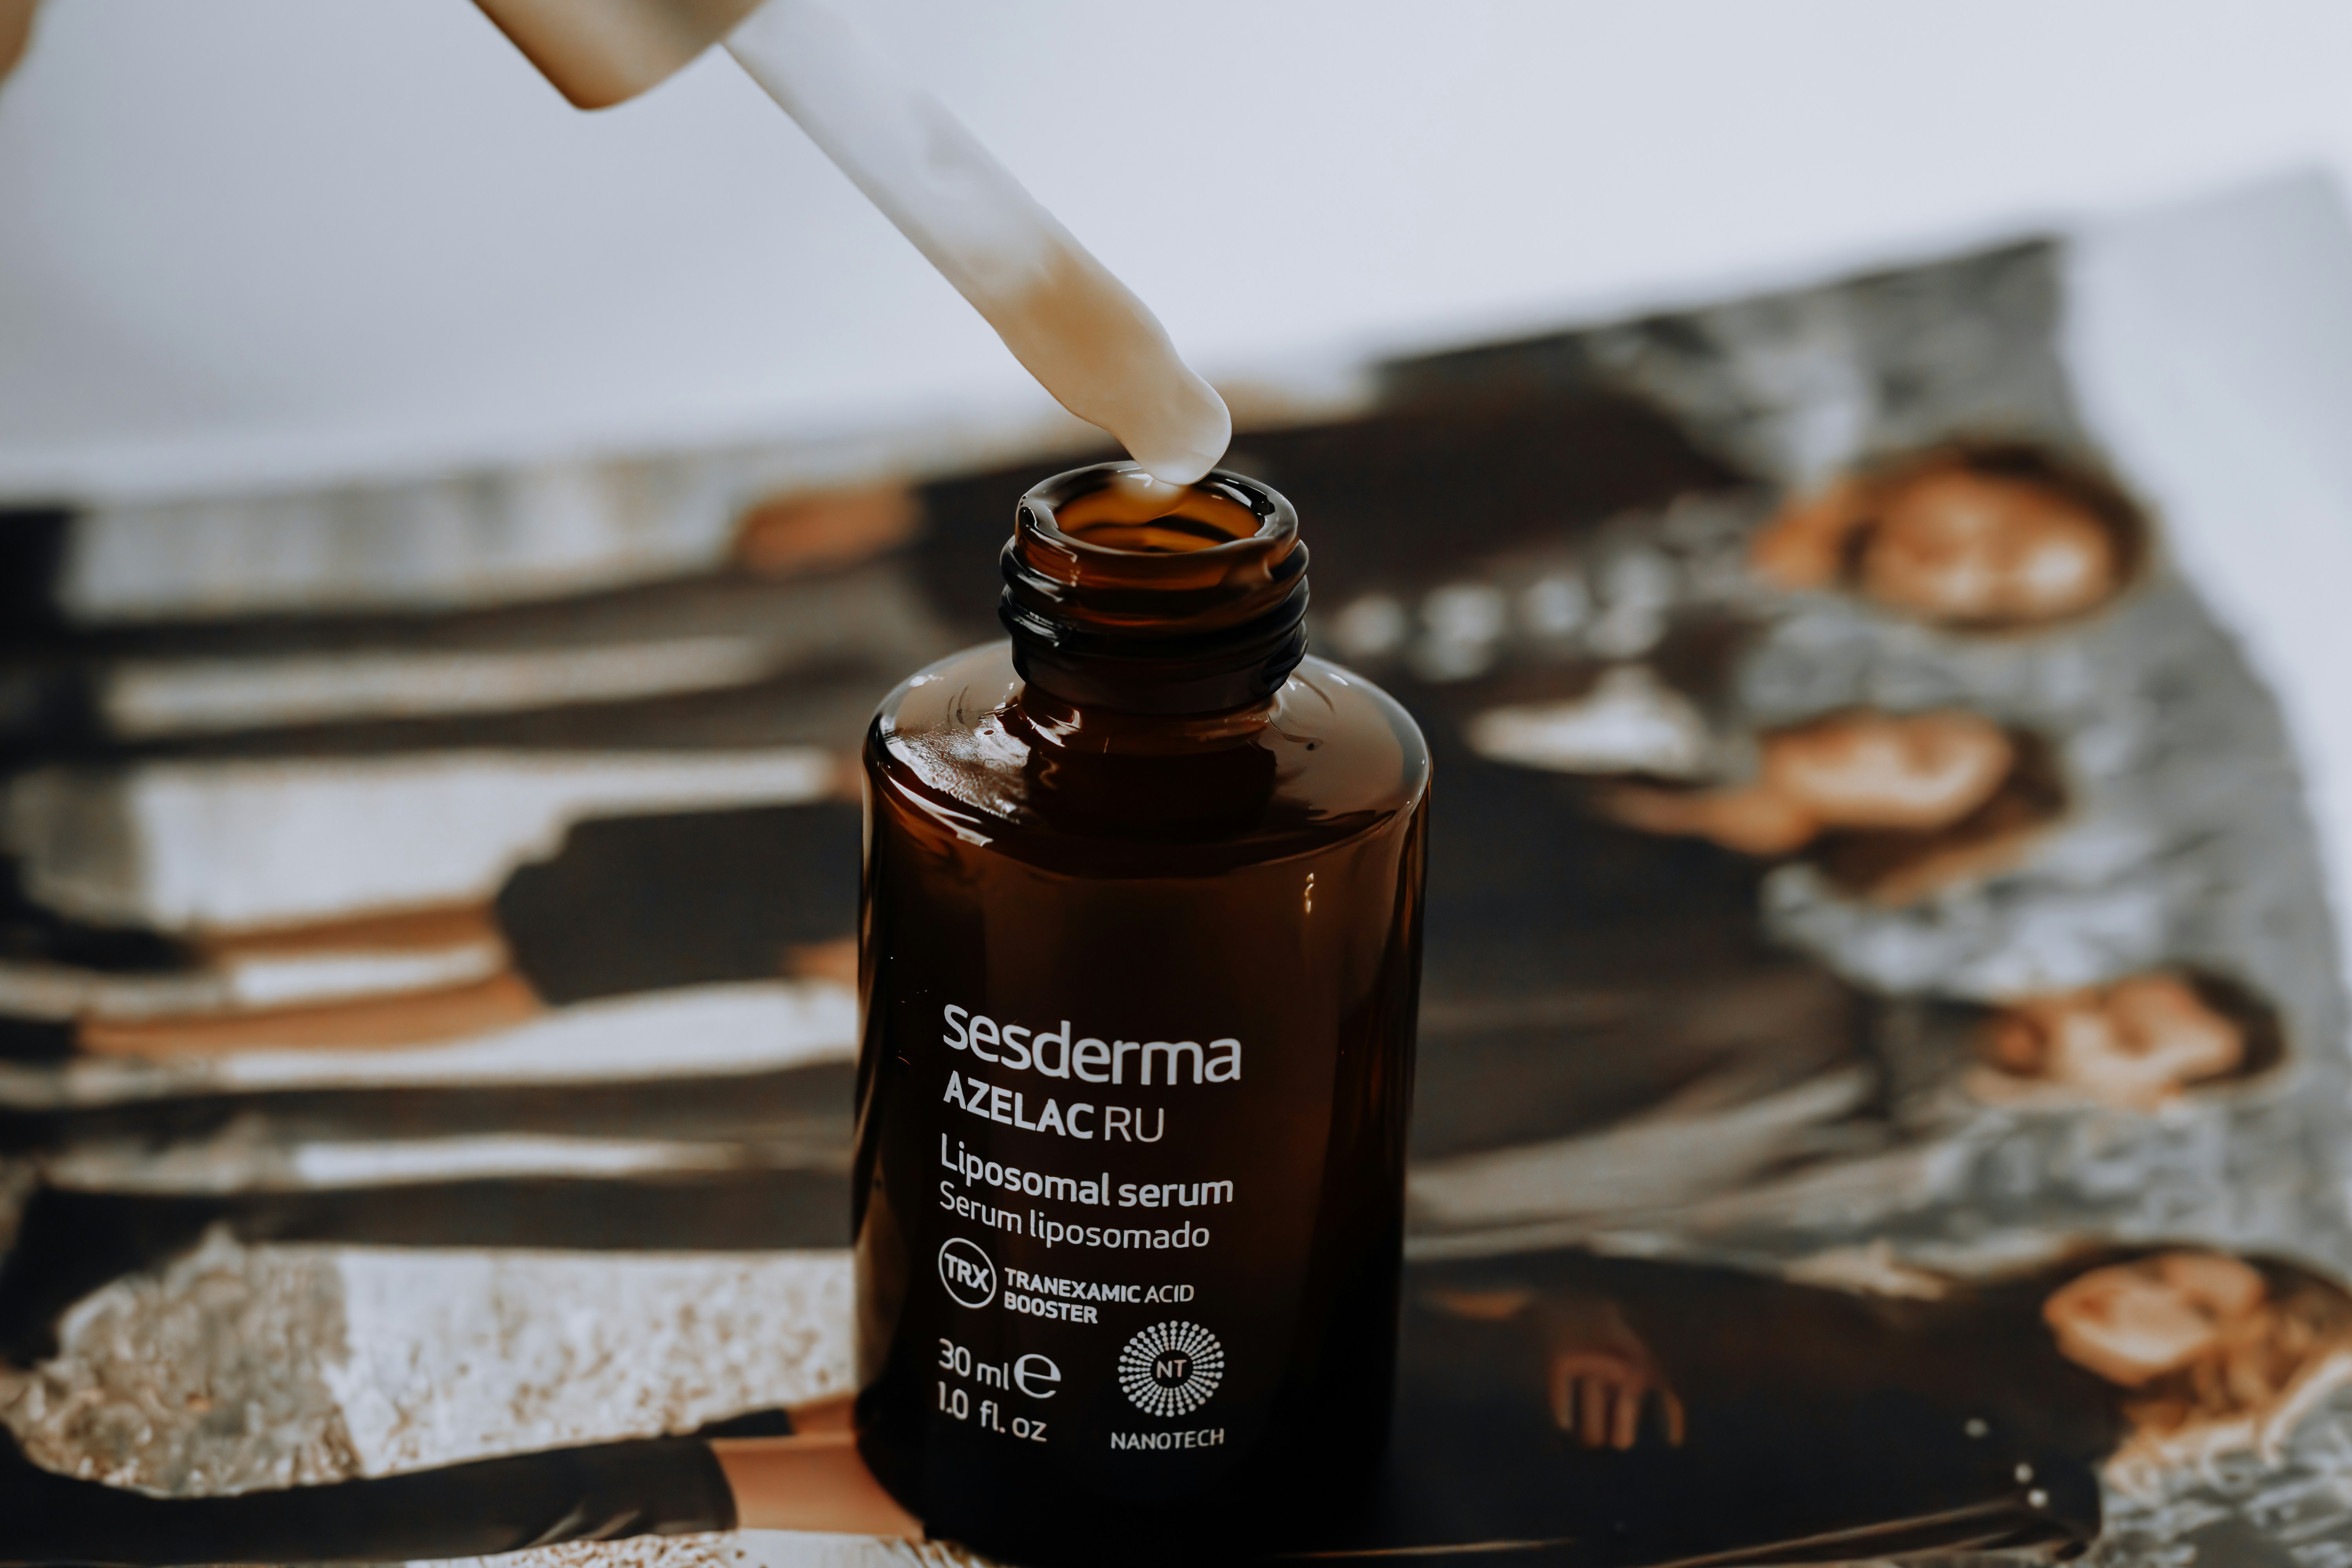 sesderma
AZELAC RU
Liposomal serum
Serum liposomado
TRX
TRANEXAMIC ACID
BOOSTER
30 ml ℮
1.0 fl. oz
NT
NANOTECH